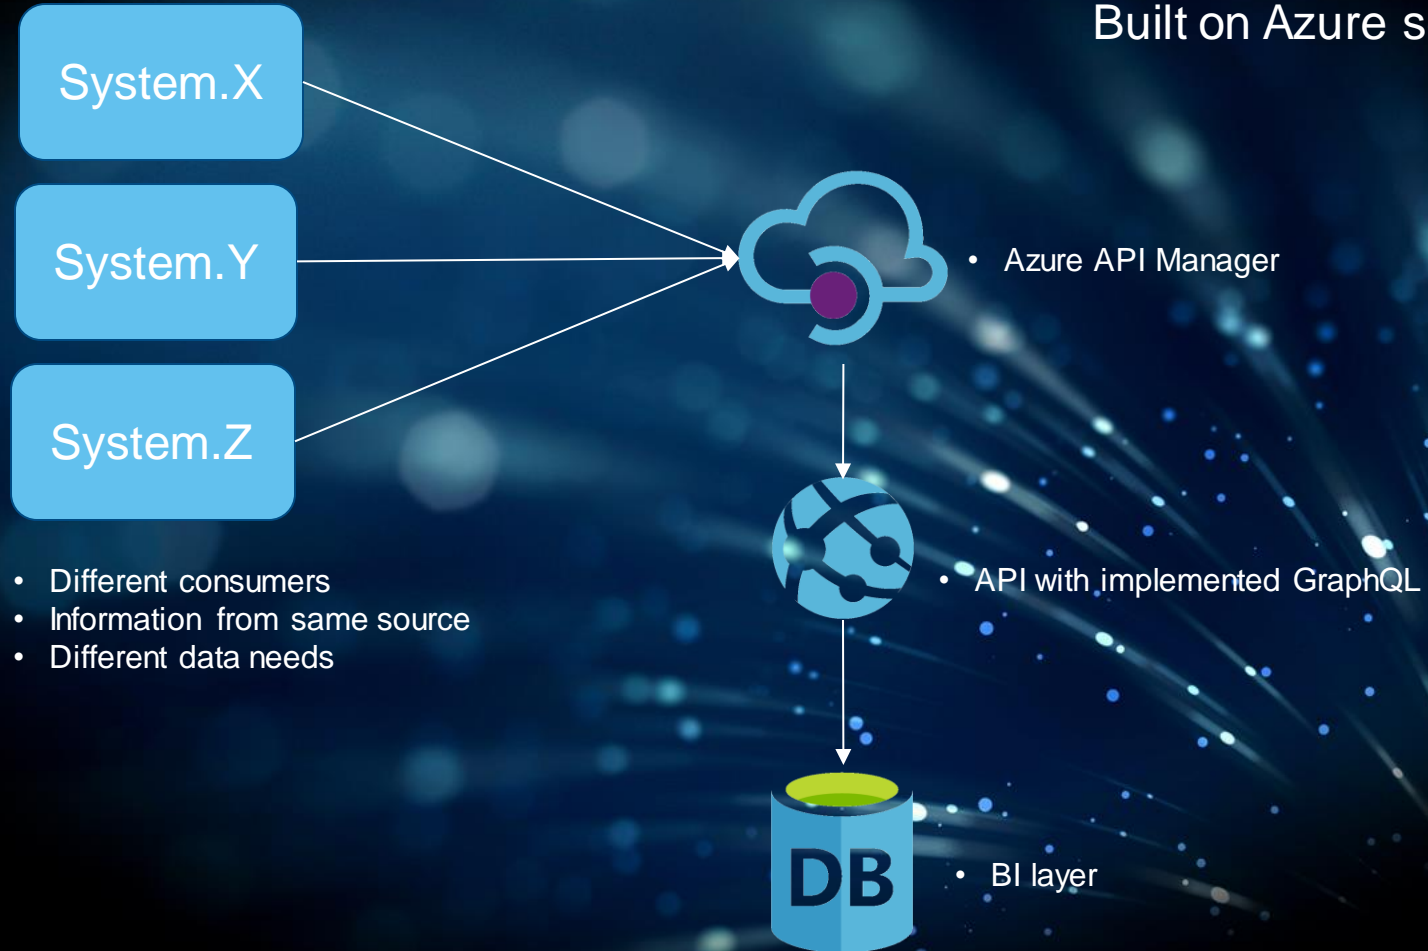 Built on Azure s
System.X
System.Y
System.Z
• Azure API Manager
• Different consumers
• Information from same source
• Different data needs
• API with implemented GraphQL
DB
• BI layer